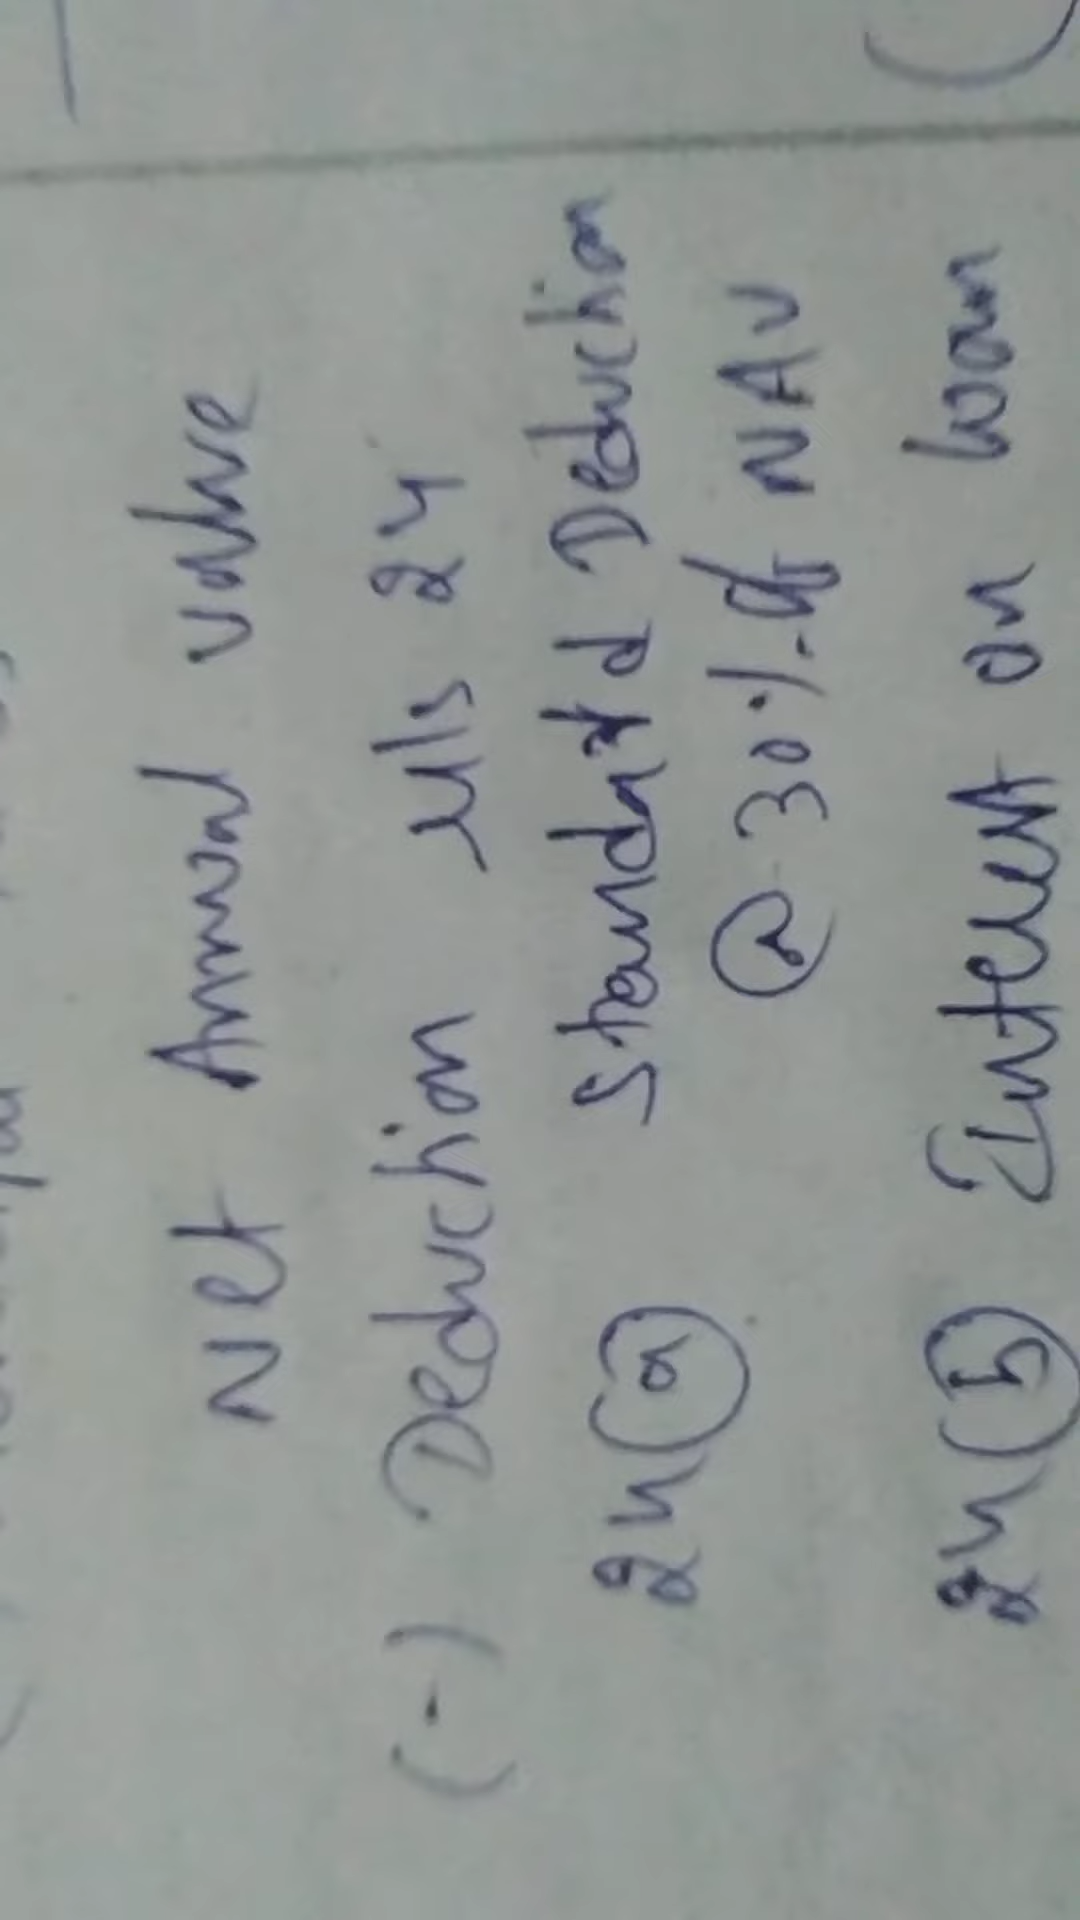 Net Annual value
(-) Deduction u/s 24
24(a) Standard Deduction
@ 30% of NAV
24(b) Interest on loan